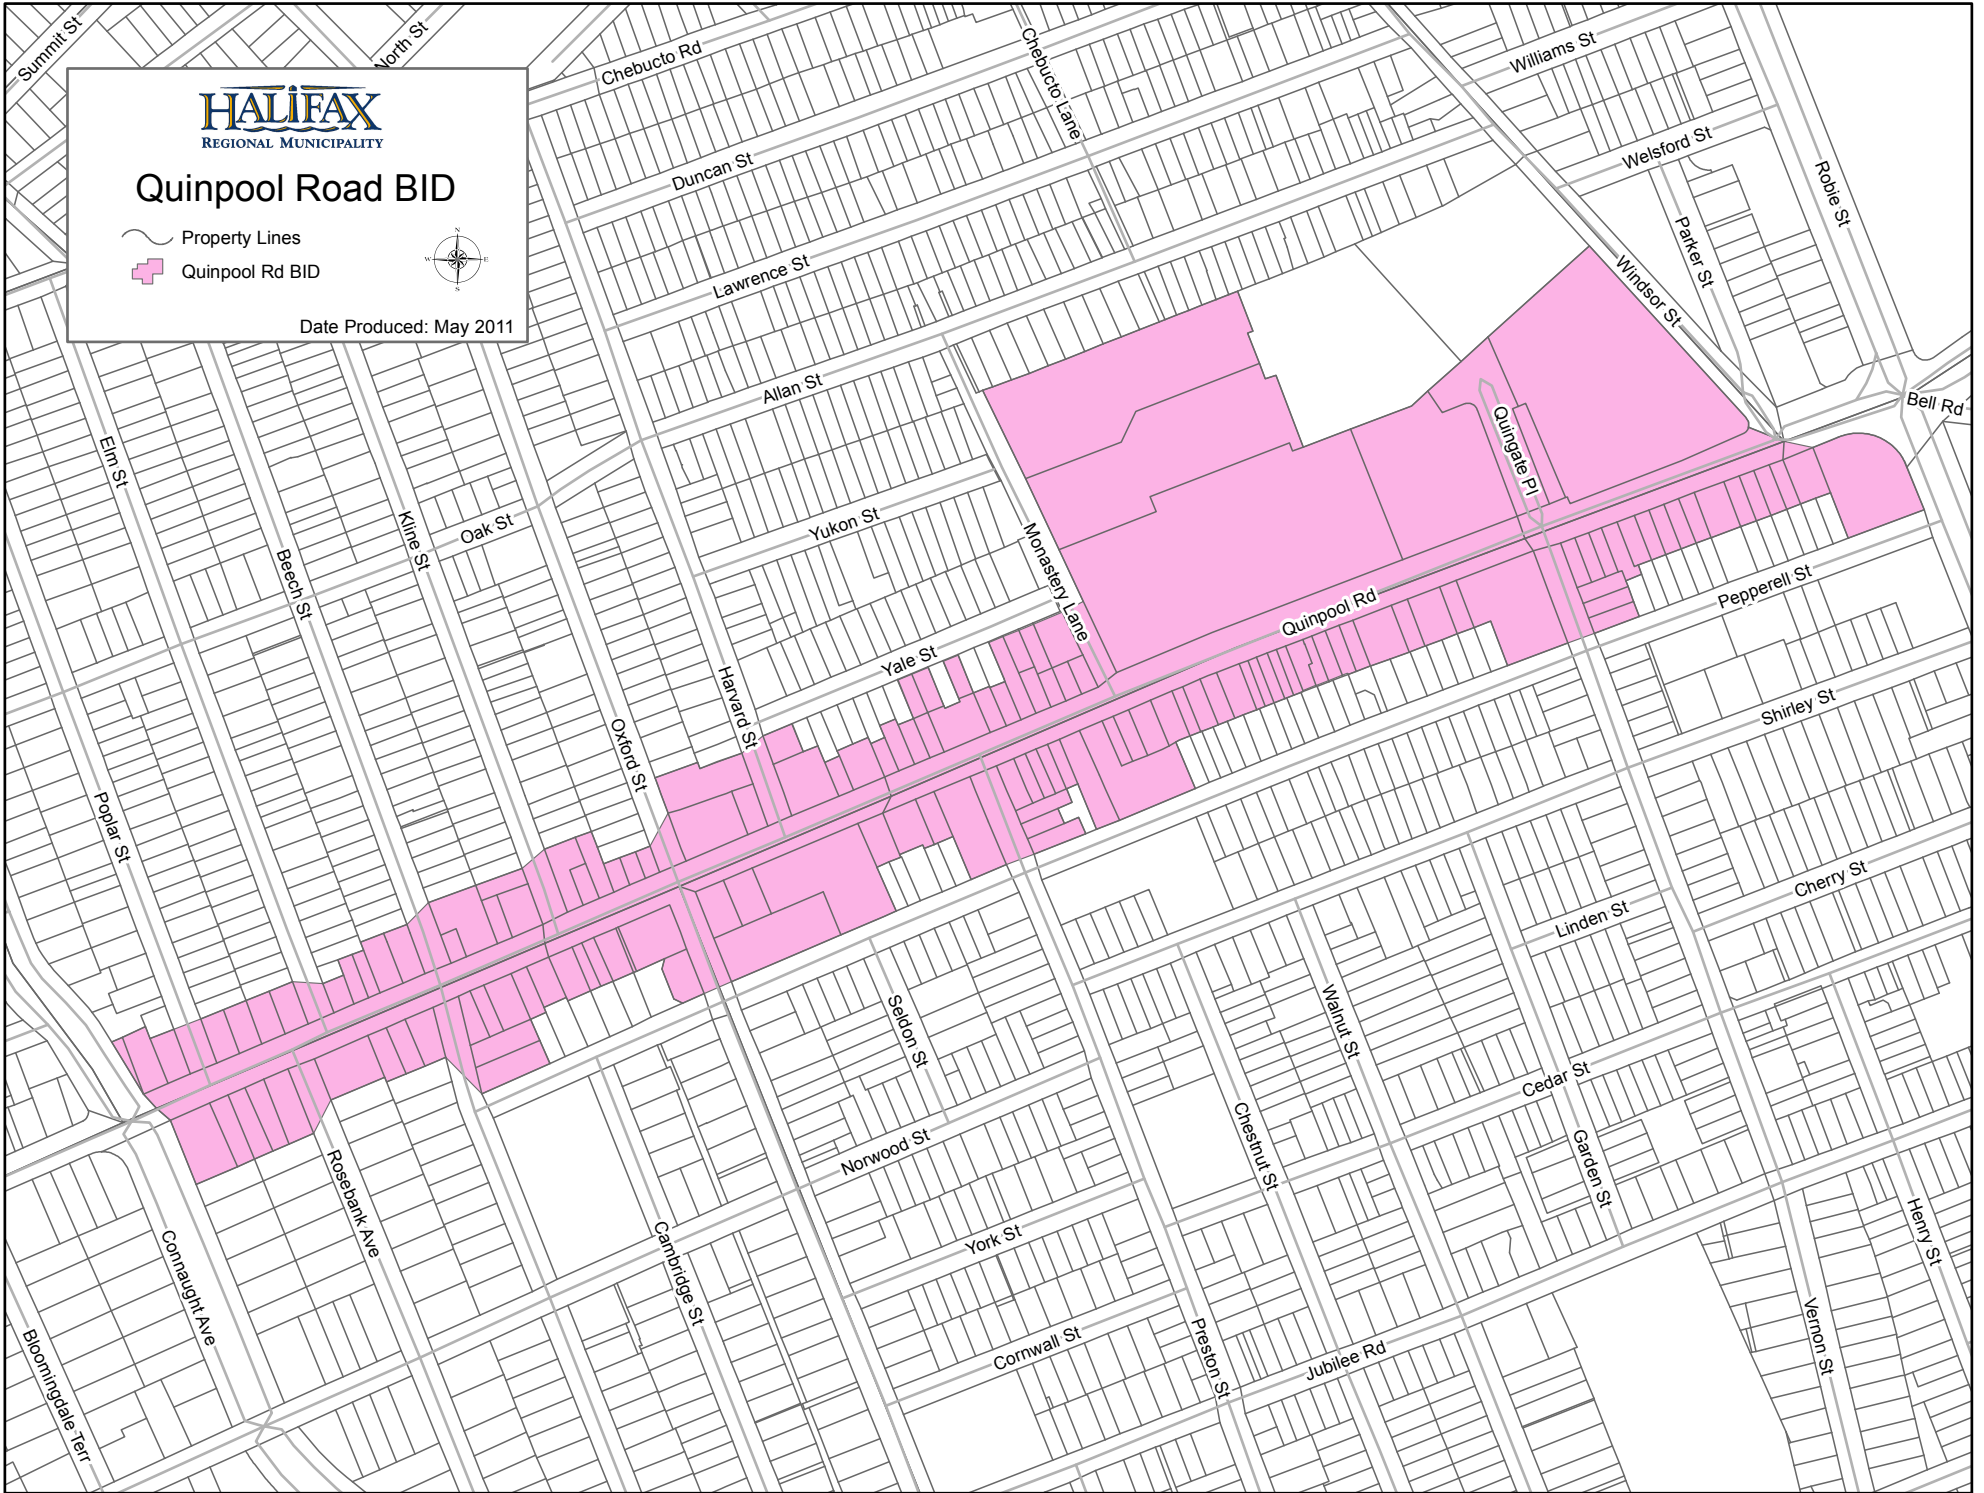 HALIFAX
REGIONAL MUNICIPALITY
Quinpool Road BID
Property Lines
Quinpool Rd BID
N
W
E
S
Date Produced: May 2011
Summit St
North St
Chebucto Rd
Chebucto Lane
Williams St
Duncan St
Welsford St
Robie St
Parker St
Lawrence St
Windsor St
Allan St
Bell Rd
Elm St
Quingate Pl
Kline St
Oak St
Yukon St
Beech St
Monastery Lane
Quinpool Rd
Pepperell St
Yale St
Harvard St
Shirley St
Oxford St
Poplar St
Cherry St
Linden St
Seldon St
Walnut St
Cedar St
Chestnut St
Norwood St
Garden St
Rosebank Ave
York St
Henry St
Connaught Ave
Cambridge St
Vernon St
Cornwall St
Preston St
Jubilee Rd
Bloomingdale Terr